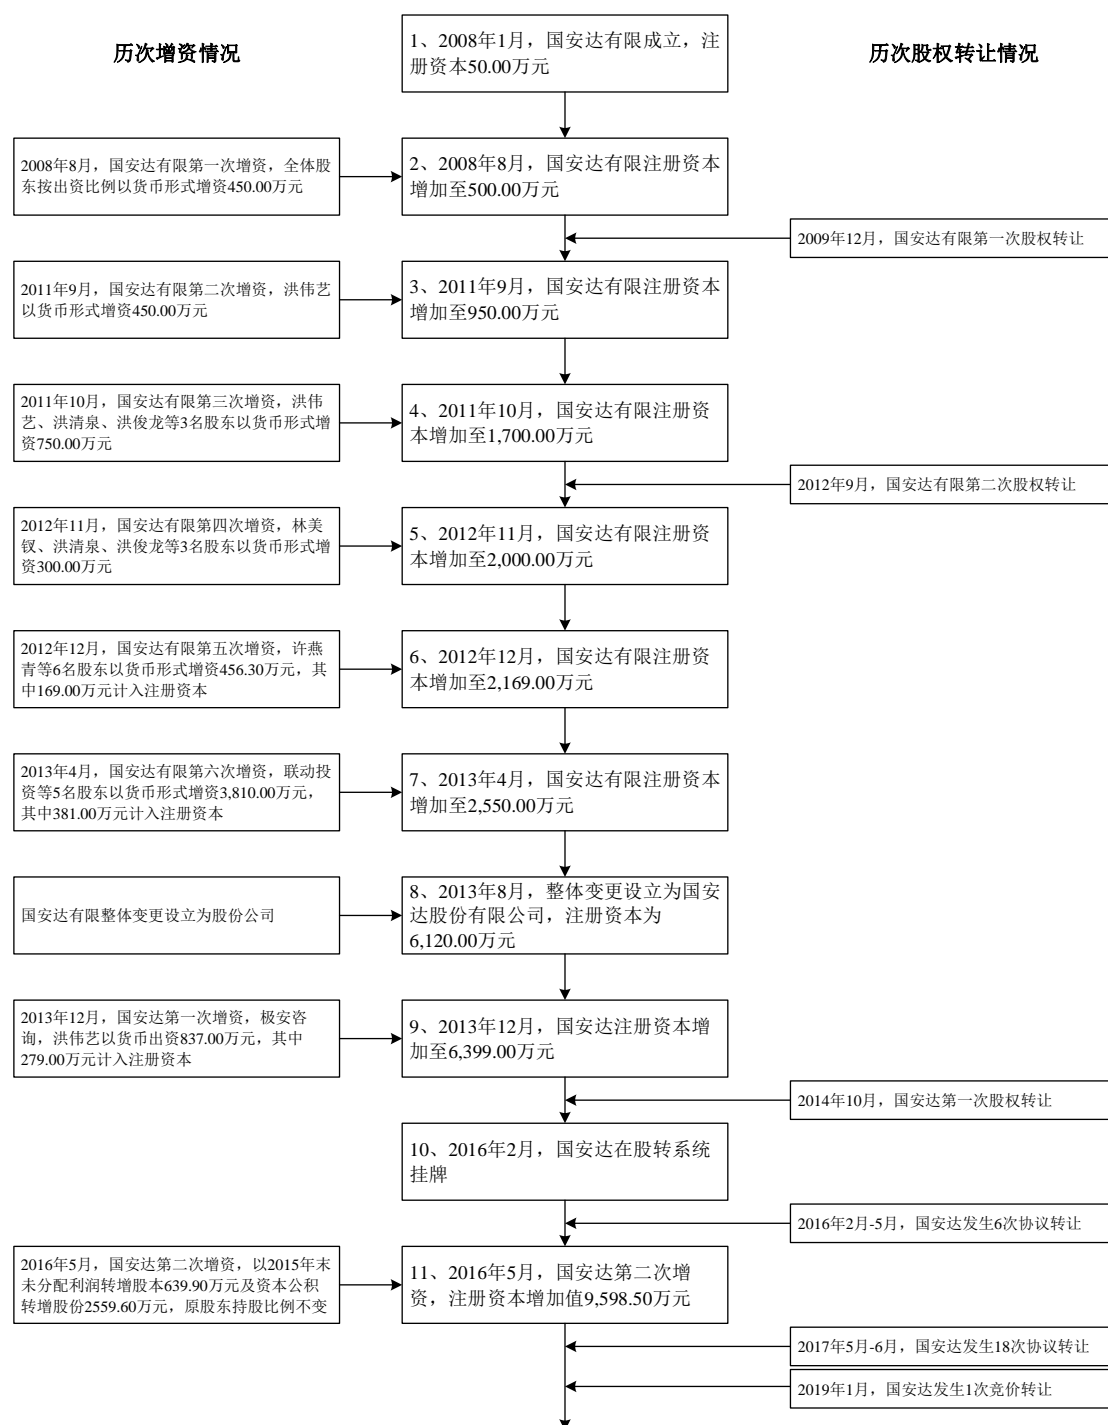 历次增资情况
历次股权转让情况
1、2008年1月，国安达有限成立，注
册资本50.00万元
2008年8月，国安达有限第一次增资，全体股
东按出资比例以货币形式增资450.00万元
2、2008年8月，国安达有限注册资本
增加至500.00万元
2009年12月，国安达有限第一次股权转让
2011年9月，国安达有限第二次增资，洪伟艺
以货币形式增资450.00万元
3、2011年9月，国安达有限注册资本
增加至950.00万元
2011年10月，国安达有限第三次增资，洪伟
艺、洪清泉、洪俊龙等3名股东以货币形式增
资750.00万元
4、2011年10月，国安达有限注册资
本增加至1,700.00万元
2012年9月，国安达有限第二次股权转让
2012年11月，国安达有限第四次增资，林美
钗、洪清泉、洪俊龙等3名股东以货币形式增
资300.00万元
5、2012年11月，国安达有限注册资
本增加至2,000.00万元
2012年12月，国安达有限第五次增资，许燕
青等6名股东以货币形式增资456.30万元，其
中169.00万元计入注册资本
6、2012年12月，国安达有限注册资
本增加至2,169.00万元
2013年4月，国安达有限第六次增资，联动投
资等5名股东以货币形式增资3,810.00万元，
其中381.00万元计入注册资本
7、2013年4月，国安达有限注册资本
增加至2,550.00万元
国安达有限整体变更设立为股份公司
8、2013年8月，整体变更设立为国安
达股份有限公司，注册资本为
6,120.00万元
2013年12月，国安达第一次增资，极安咨
询，洪伟艺以货币出资837.00万元，其中
279.00万元计入注册资本
9、2013年12月，国安达注册资本增
加至6,399.00万元
2014年10月，国安达第一次股权转让
10、2016年2月，国安达在股转系统
挂牌
2016年2月-5月，国安达发生6次协议转让
2016年5月，国安达第二次增资，以2015年末
未分配利润转增股本639.90万元及资本公积
转增股份2559.60万元，原股东持股比例不变
11、2016年5月，国安达第二次增
资，注册资本增加值9,598.50万元
2017年5月-6月，国安达发生18次协议转让
2019年1月，国安达发生1次竞价转让